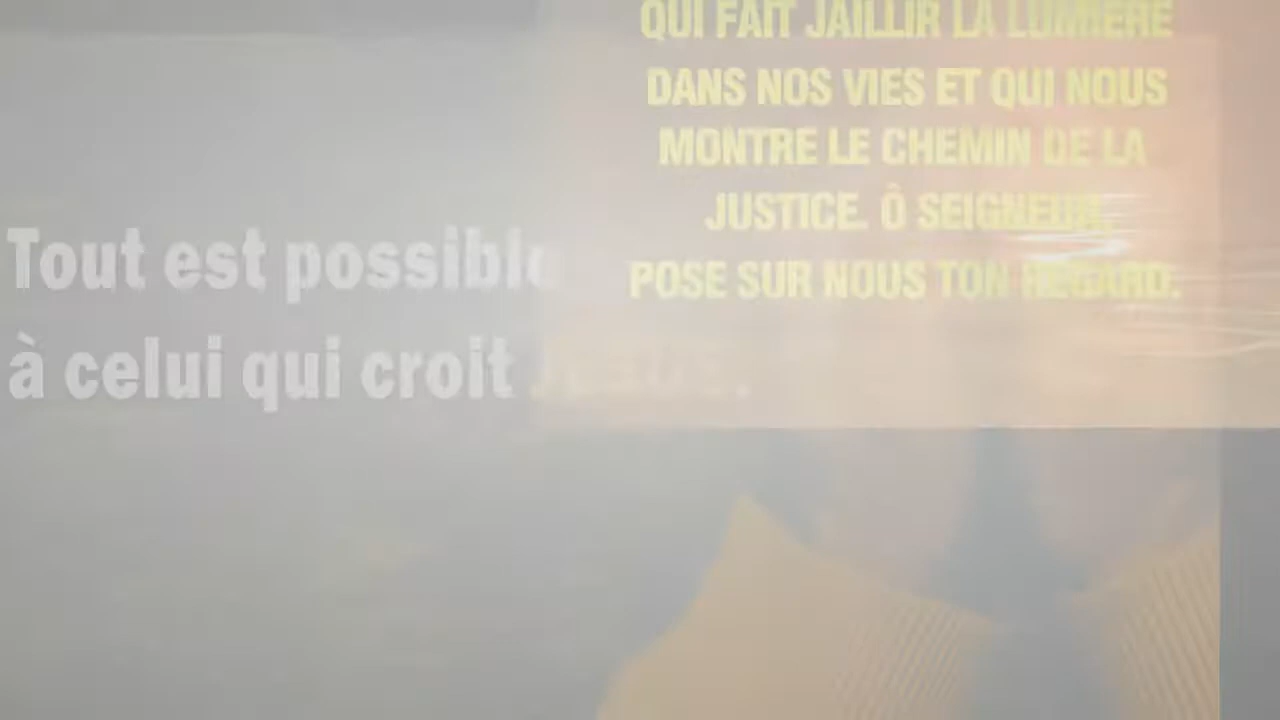 QUI FAIT JAILLIR LA LUMIÈRE
DANS NOS VIES ET QUI NOUS
MONTRE LE CHEMIN DE LA
JUSTICE. Ô SEIGNEUR,
POSE SUR NOUS TON REGARD.
Tout est possible
à celui qui croit